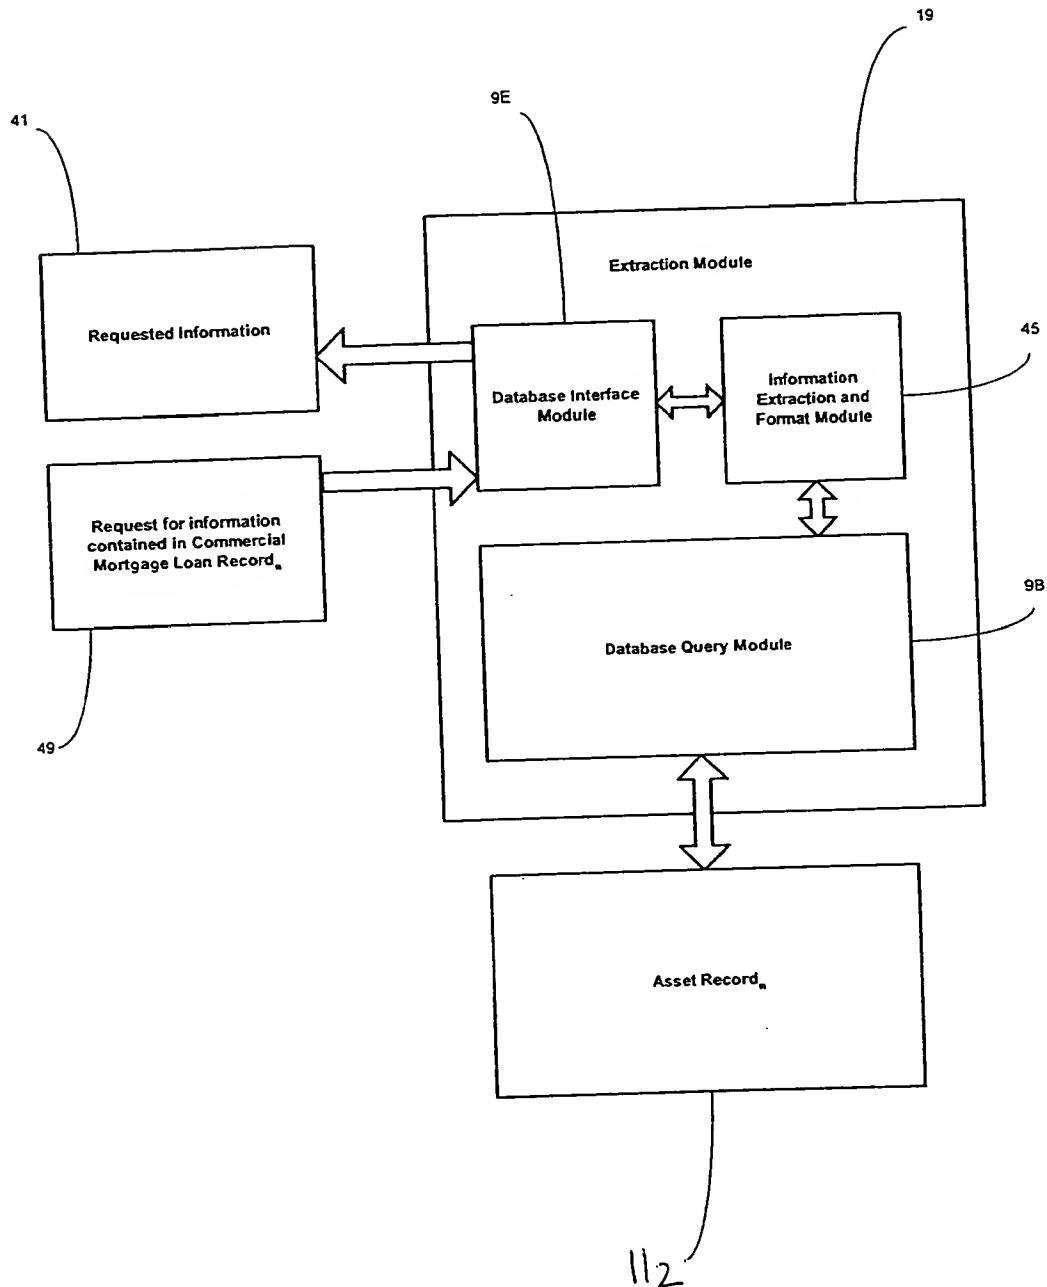 19
9E
41
Extraction Module
Requested Information
Database Interface
Module
Information
Extraction and
Format Module
45
Request for information
contained in Commercial
Mortgage Loan Record
49
Database Query Module
9B
Asset Record
112